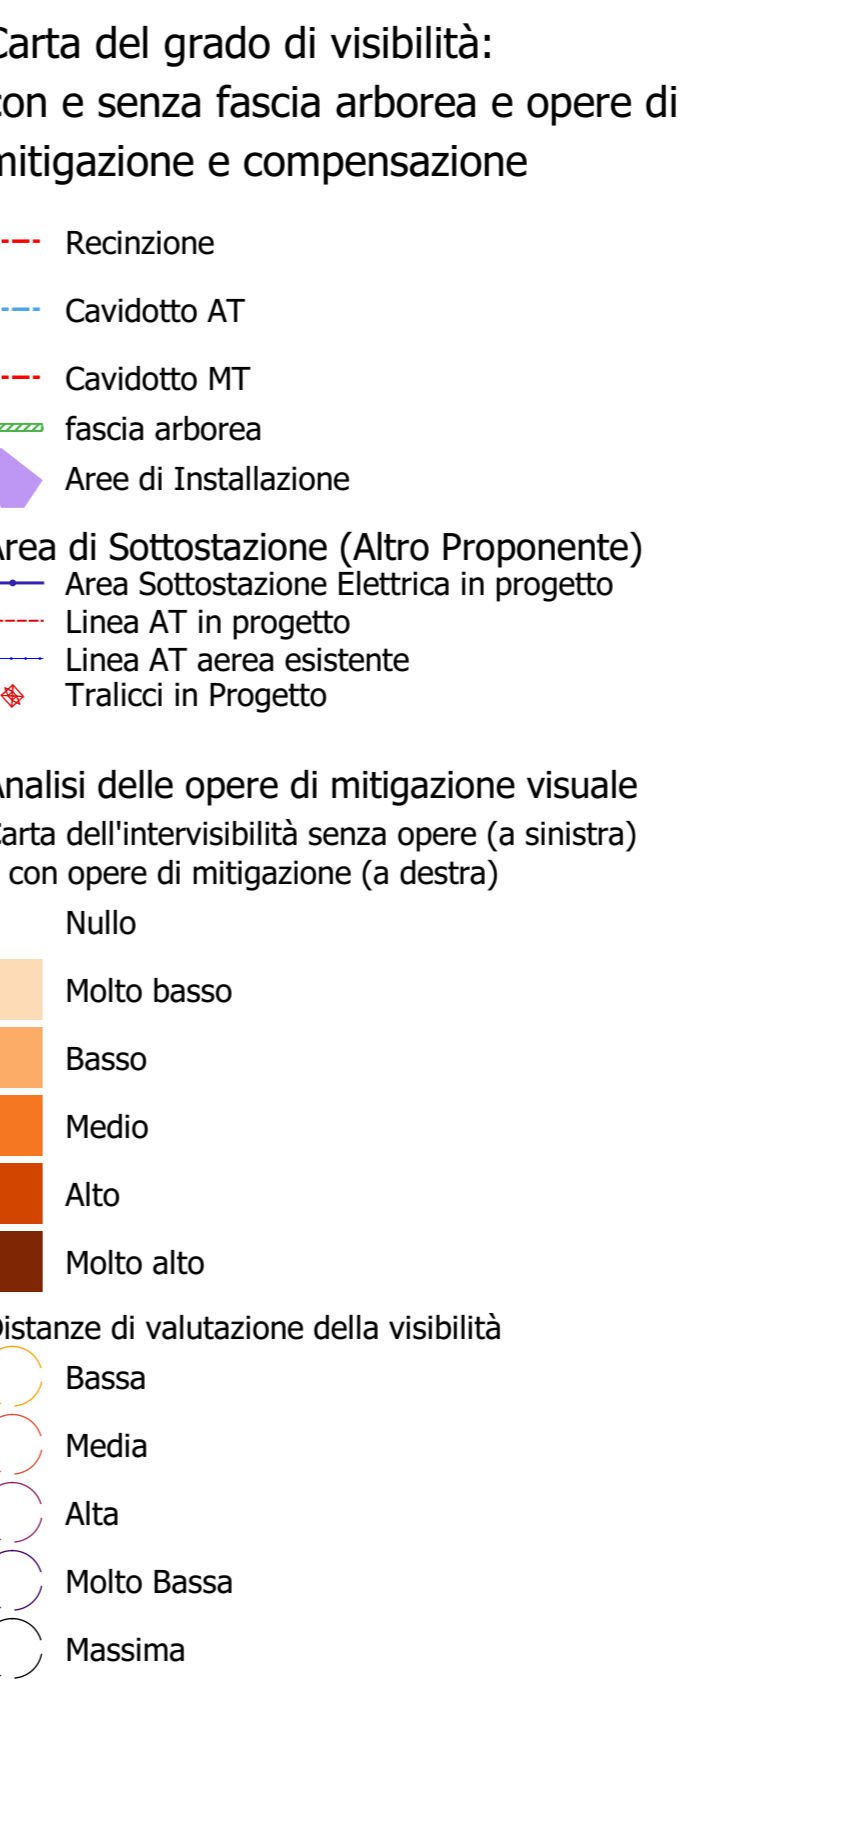 Carta del grado di visibilità:
con e senza fascia arborea e opere di
mitigazione e compensazione
Recinzione
Cavidotto AT
Cavidotto MT
fascia arborea
Aree di Installazione
Area di Sottostazione (Altro Proponente)
Area Sottostazione Elettrica in progetto
Linea AT in progetto
Linea AT aerea esistente
Tralicci in Progetto
Analisi delle opere di mitigazione visuale
Carta dell'intervisibilità senza opere (a sinistra)
con opere di mitigazione (a destra)
Nullo
Molto basso
Basso
Medio
Alto
Molto alto
Distanze di valutazione della visibilità
Bassa
Media
Alta
Molto Bassa
Massima